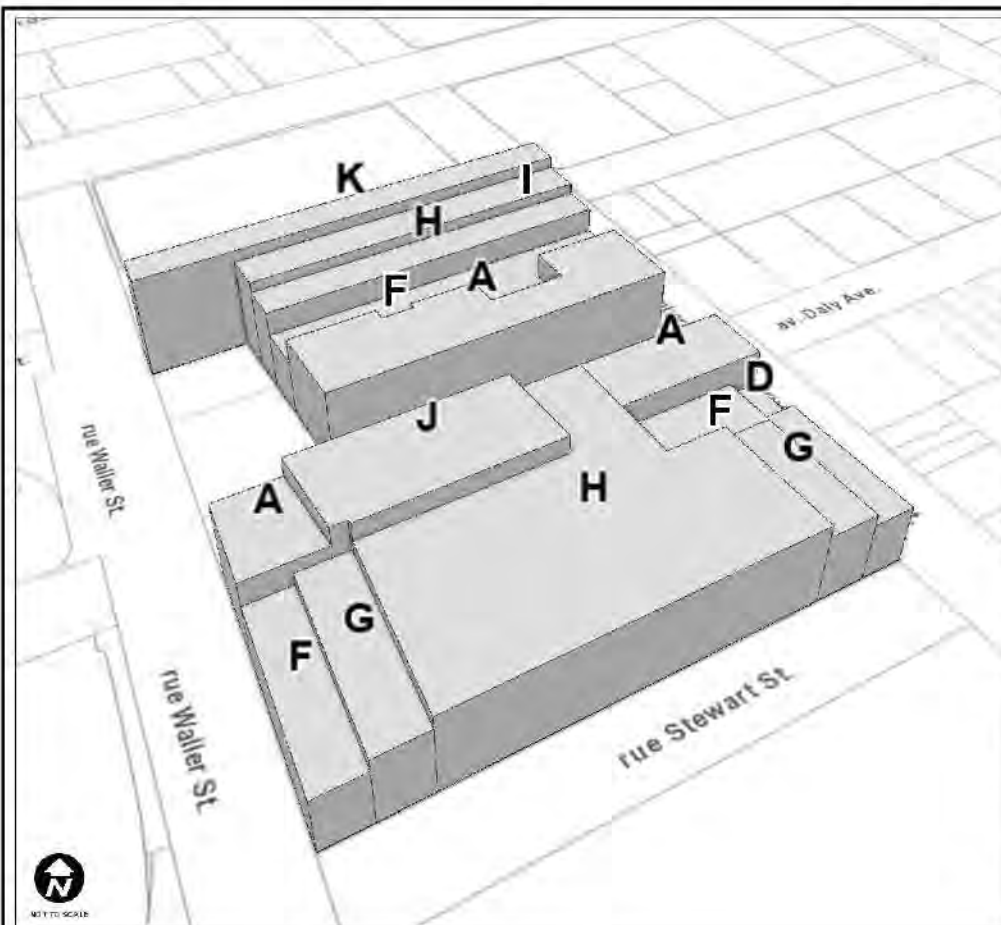 K
I
H
F
A
av. Daly Ave.
A
D
J
F
G
A
H
rue Waller St.
G
F
rue Waller St.
rue Stewart St.
N
NOT TO SCALE